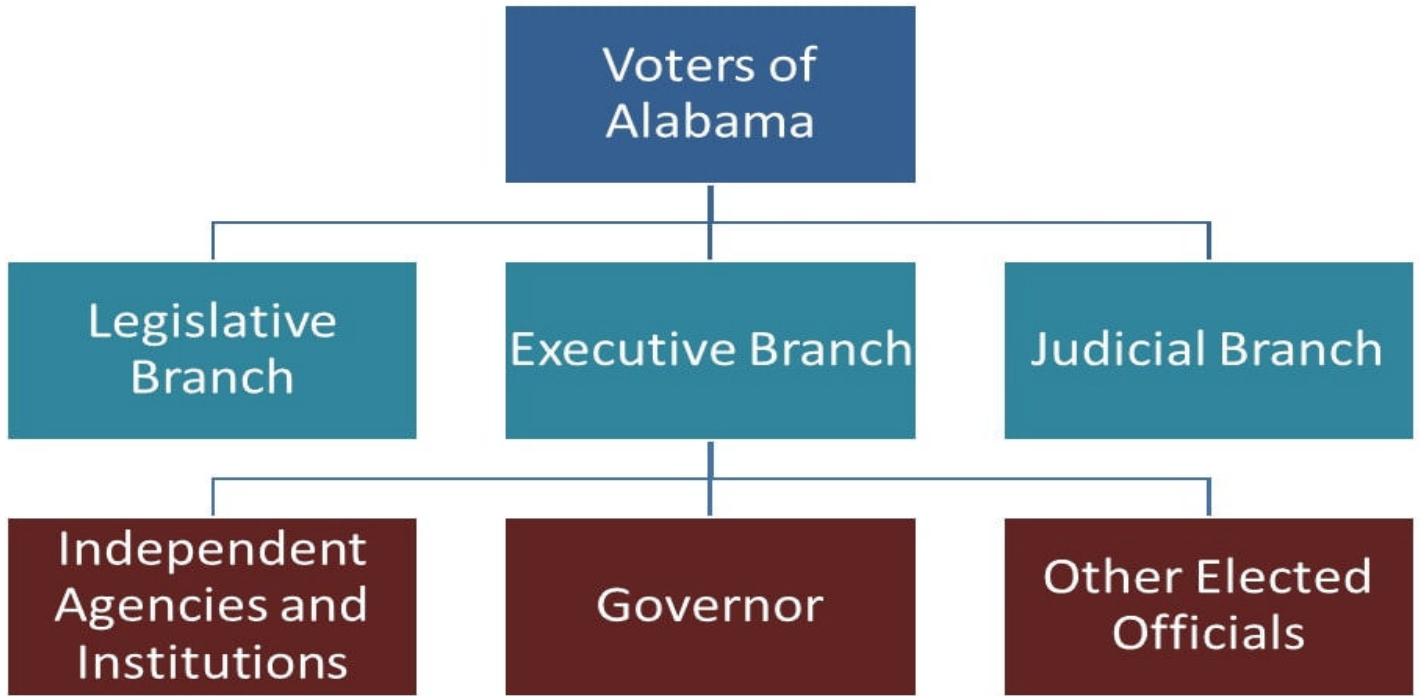 Voters of
Alabama
Legislative
Branch
Executive Branch
Judicial Branch
Independent
Agencies and
Institutions
Governor
Other Elected
Officials